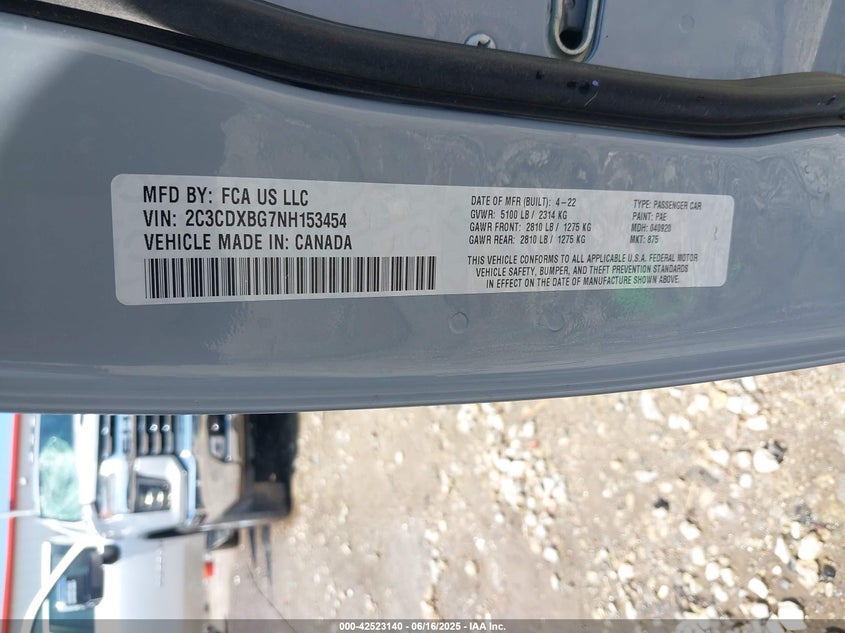 MFD BY: FCA US LLC
VIN: 2C3CDXBG7NH153454
VEHICLE MADE IN: CANADA
DATE OF MFR (BUILT): 4-22
GVWR: 5100 LB / 2314 KG
GAWR FRONT: 2810 LB / 1275 KG
GAWR REAR: 2810 LB / 1275 KG
TYPE: PASSENGER CAR
PAINT: PAE
MDH: 040920
MKT: 875
THIS VEHICLE CONFORMS TO ALL APPLICABLE U.S.A. FEDERAL MOTOR
VEHICLE SAFETY, BUMPER, AND THEFT PREVENTION STANDARDS
IN EFFECT ON THE DATE OF MANUFACTURE SHOWN ABOVE.
000-42523140 - 06/16/2025 - IAA Inc.